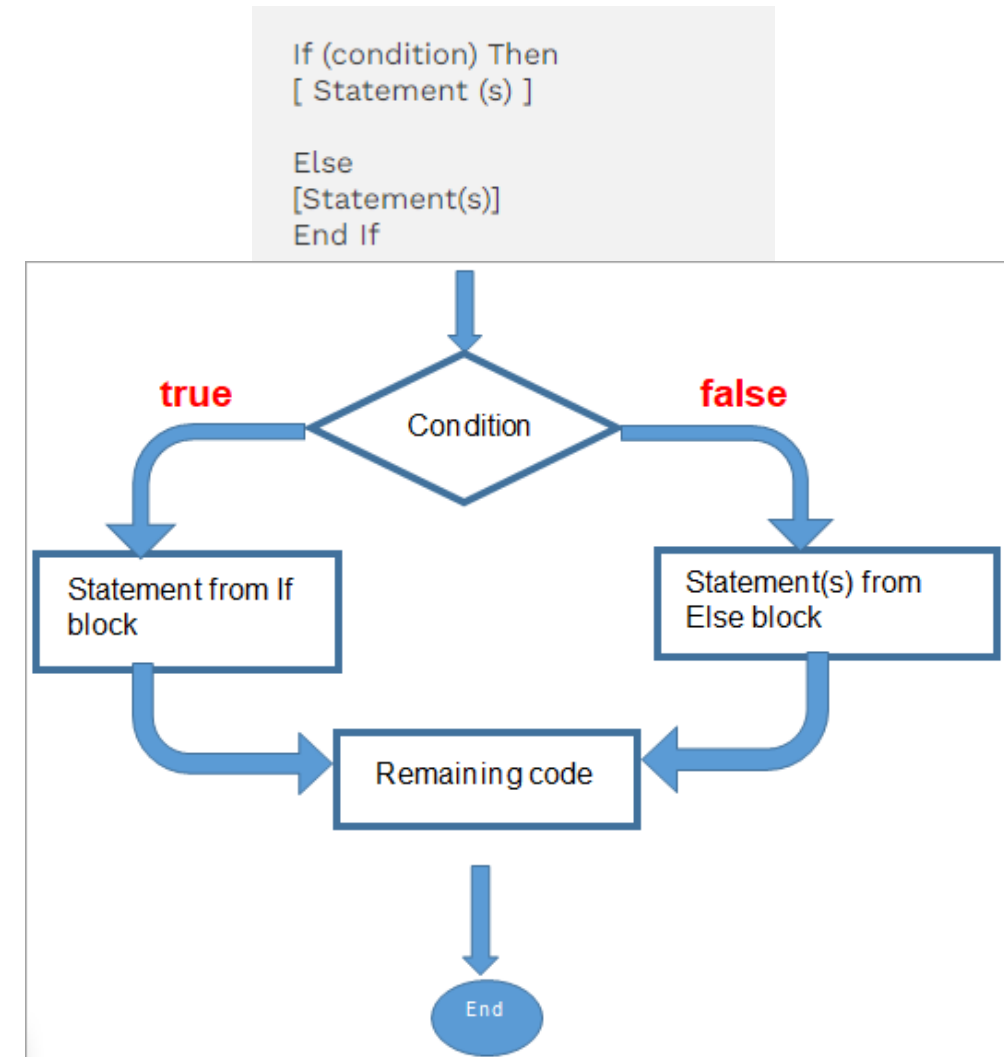 If (condition) Then
[ Statement (s) ]
Else
[Statement(s)]
End If
true
false
Condition
Statement from If
block
Statement(s) from
Else block
Remaining code
End